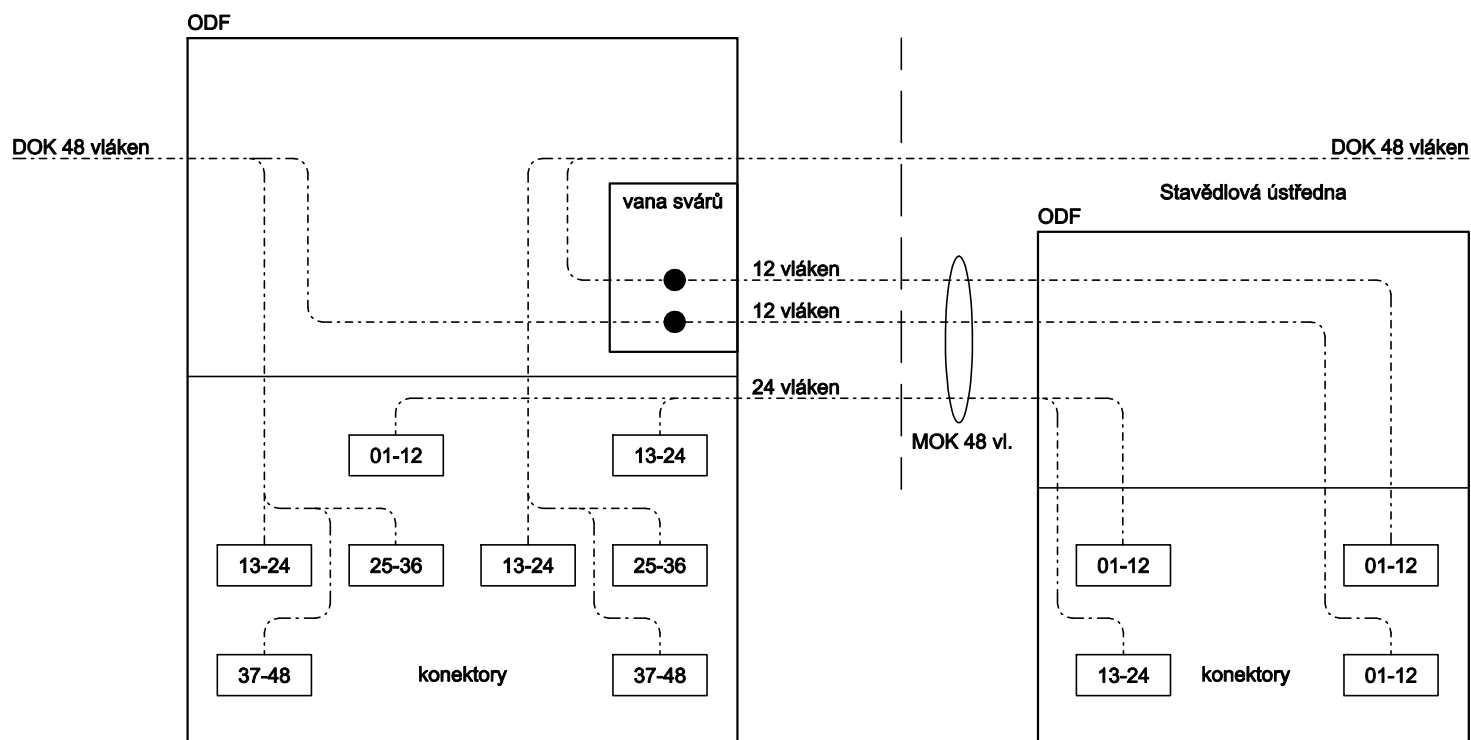 ODF
DOK 48 vláken
DOK 48 vláken
Stavědlová ústředna
vana svárů
ODF
12 vláken
12 vláken
24 vláken
MOK 48 vl.
01-12
13-24
13-24
25-36
13-24
25-36
01-12
01-12
37-48
konektory
37-48
13-24
konektory
01-12